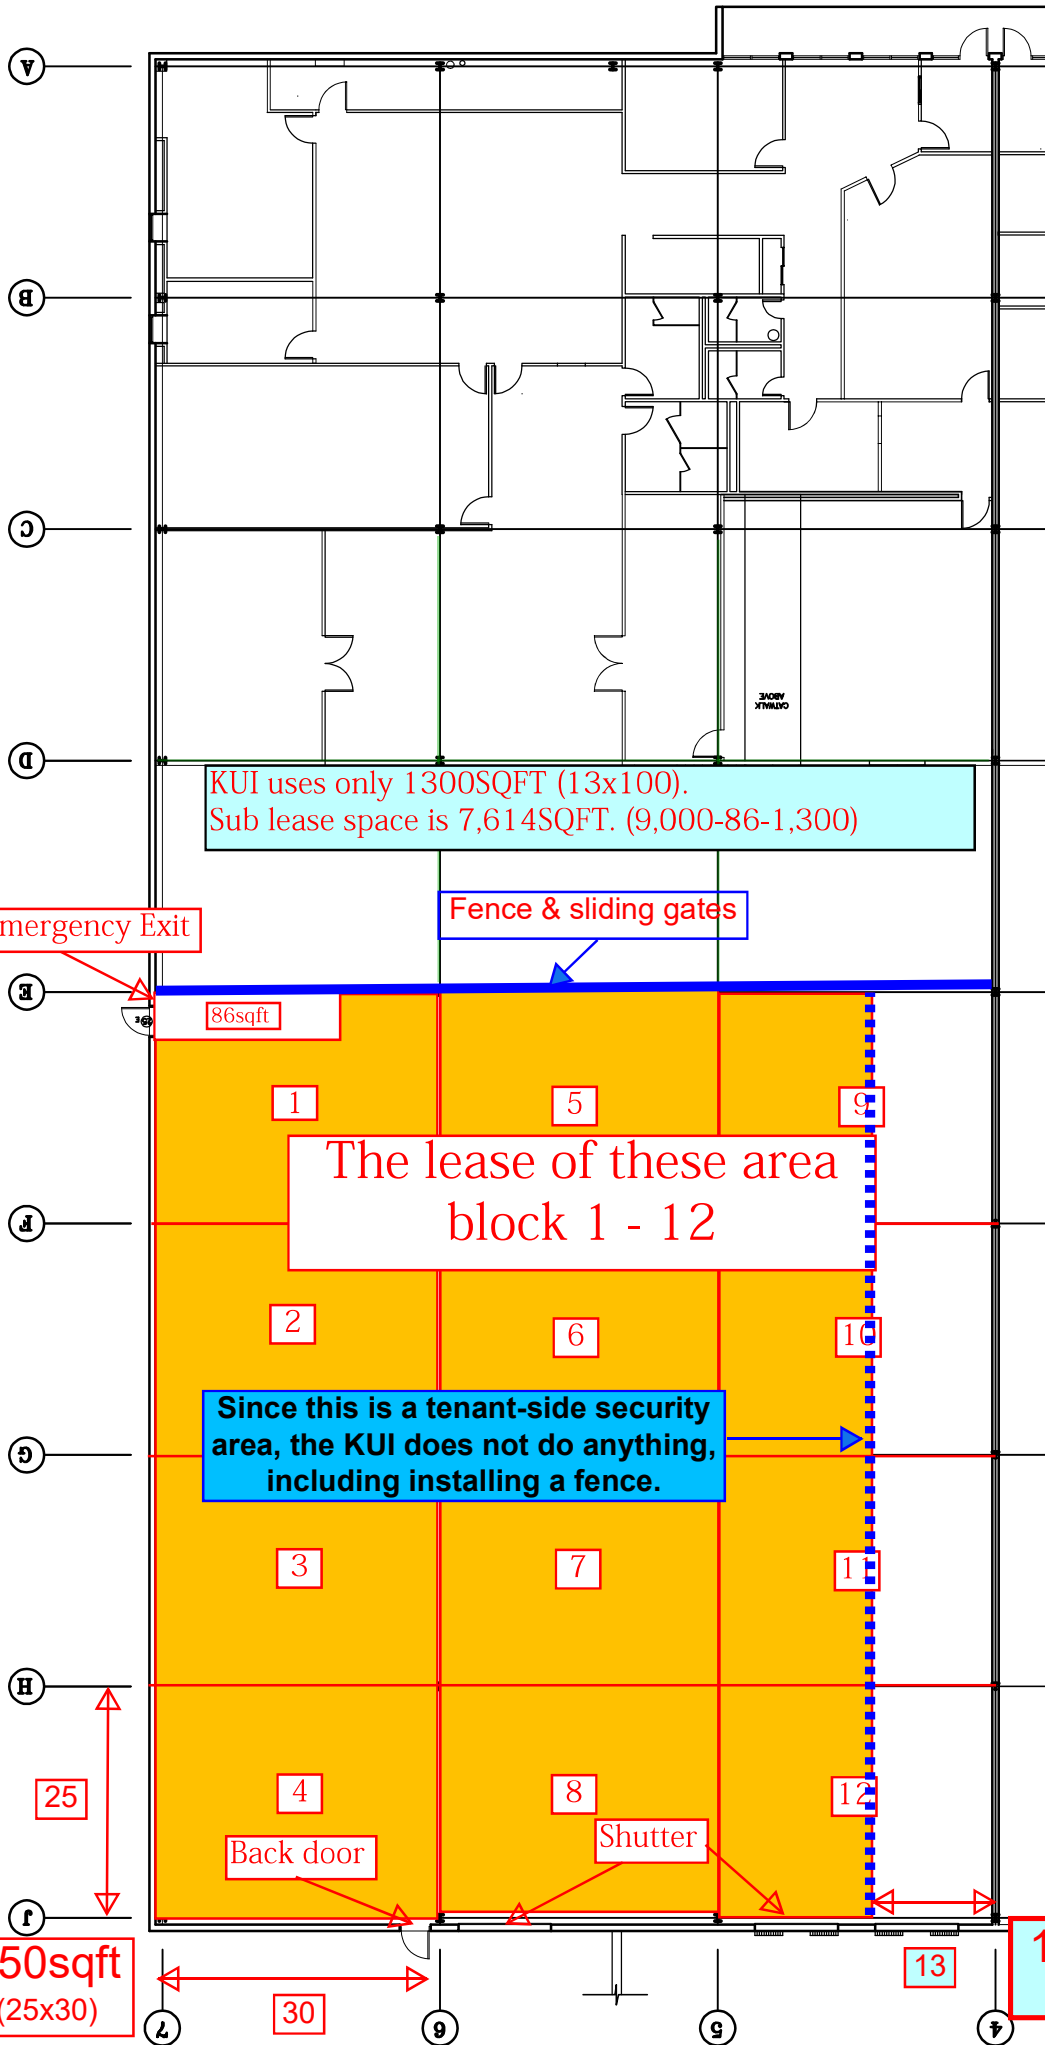 A
B
C
CATWALK
ABOVE
D
KUI uses only 1300SQFT (13x100).
Sub lease space is 7,614SQFT. (9,000-86-1,300)
Fence & sliding gates
mergency Exit
E
86sqft
1
5
9
The lease of these area
block 1 - 12
F
2
6
10
Since this is a tenant-side security
area, the KUI does not do anything,
including installing a fence.
G
3
7
11
H
25
4
8
12
Shutter
Back door
J
50sqft
(25x30)
30
13
1
7
6
5
4